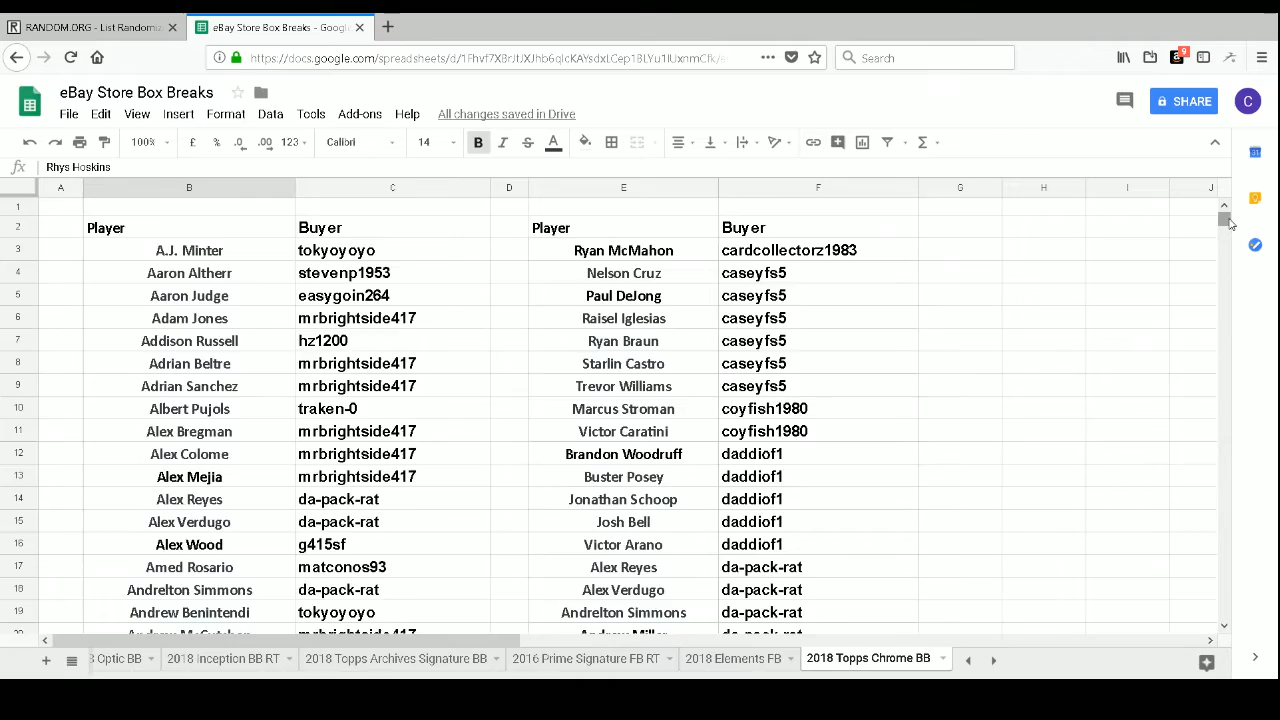 RANDOM.ORG - List Randomiz
eBay Store Box Breaks - Googl
Search
9
eBay Store Box Breaks
File Edit View Insert Format Data Tools Add-ons Help All changes saved in Drive
SHARE
C
100% £ % .0 .00 123 Calibri 14 B I S A
fx Rhys Hoskins
A B C D E F G H I J
1
2 Player Buyer Player Buyer
3 A.J. Minter tokyoyoyo Ryan McMahon cardcollectorz1983
4 Aaron Altherr stevenp1953 Nelson Cruz caseyfs5
5 Aaron Judge easygoin264 Paul DeJong caseyfs5
6 Adam Jones mrbrightside417 Raisel Iglesias caseyfs5
7 Addison Russell hz1200 Ryan Braun caseyfs5
8 Adrian Beltre mrbrightside417 Starlin Castro caseyfs5
9 Adrian Sanchez mrbrightside417 Trevor Williams caseyfs5
10 Albert Pujols traken-0 Marcus Stroman coyfish1980
11 Alex Bregman mrbrightside417 Victor Caratini coyfish1980
12 Alex Colome mrbrightside417 Brandon Woodruff daddiof1
13 Alex Mejia mrbrightside417 Buster Posey daddiof1
14 Alex Reyes da-pack-rat Jonathan Schoop daddiof1
15 Alex Verdugo da-pack-rat Josh Bell daddiof1
16 Alex Wood g415sf Victor Arano daddiof1
17 Amed Rosario matconos93 Alex Reyes da-pack-rat
18 Andrelton Simmons da-pack-rat Alex Verdugo da-pack-rat
19 Andrew Benintendi tokyoyoyo Andrelton Simmons da-pack-rat
20 Andrew McCutchen mrbrightside417 Andrew Miller da-pack-rat
Optic BB 2018 Inception BB RT 2018 Topps Archives Signature BB 2016 Prime Signature FB RT 2018 Elements FB 2018 Topps Chrome BB